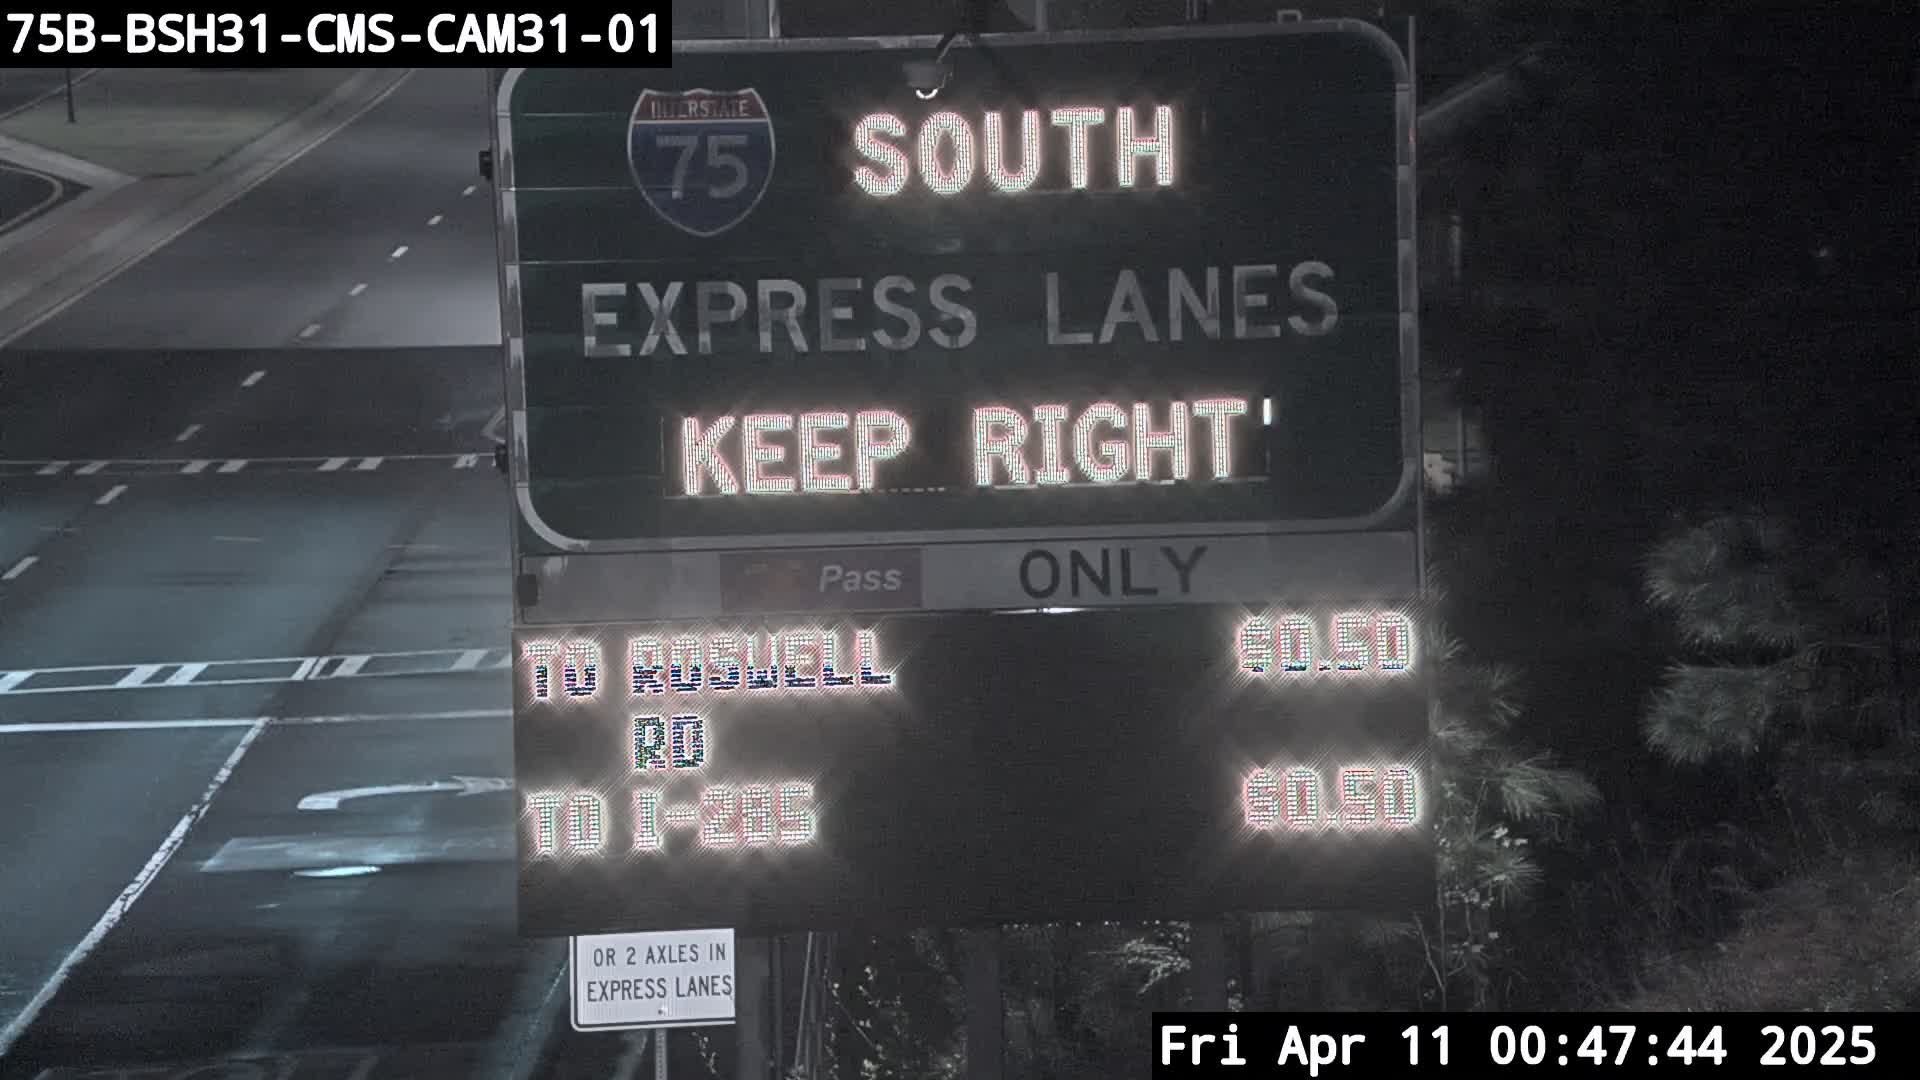 75B-BSH31-CMS-CAM31-01
INTERSTATE
75
SOUTH
EXPRESS LANES
KEEP RIGHT
Pass ONLY
TO ROSWELL $0.50
RD
TO I-285 $0.50
OR 2 AXLES IN
EXPRESS LANES
Fri Apr 11 00:47:44 2025